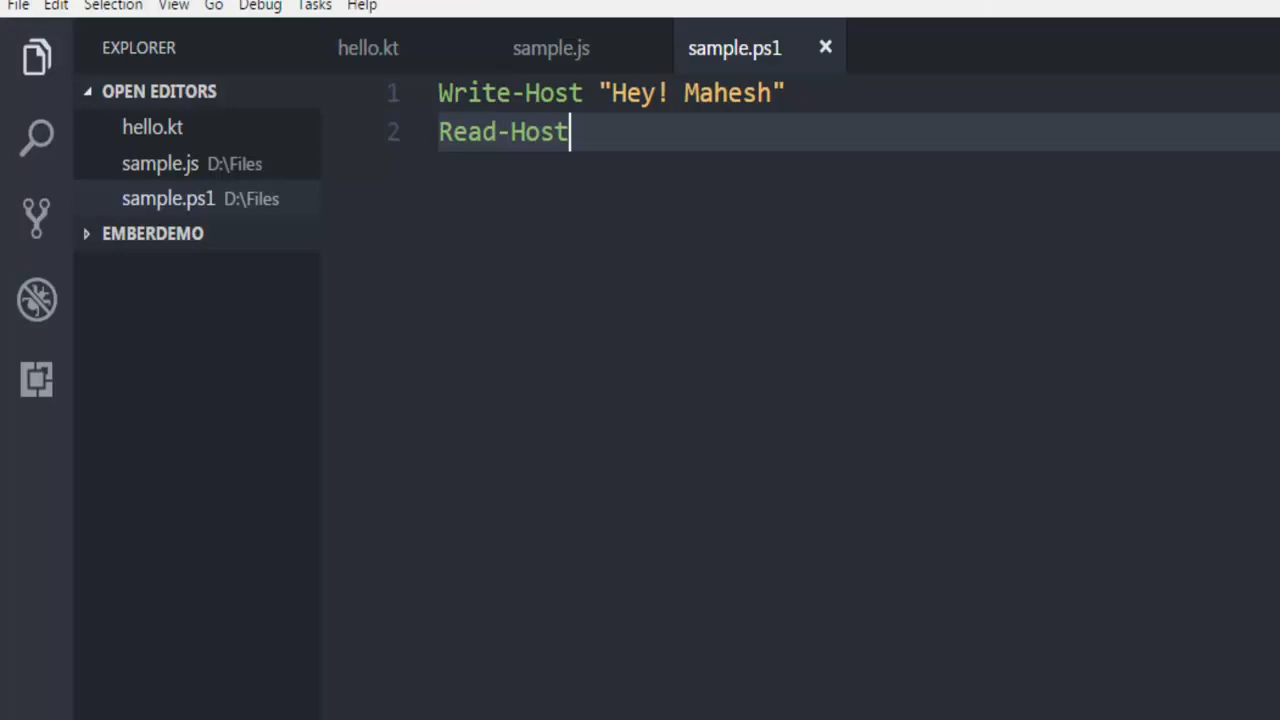 File Edit Selection View Go Debug Tasks Help
EXPLORER
hello.kt sample.js sample.ps1 ×
OPEN EDITORS
hello.kt
sample.js D:\Files
sample.ps1 D:\Files
EMBERDEMO
1 Write-Host "Hey! Mahesh"
2 Read-Host